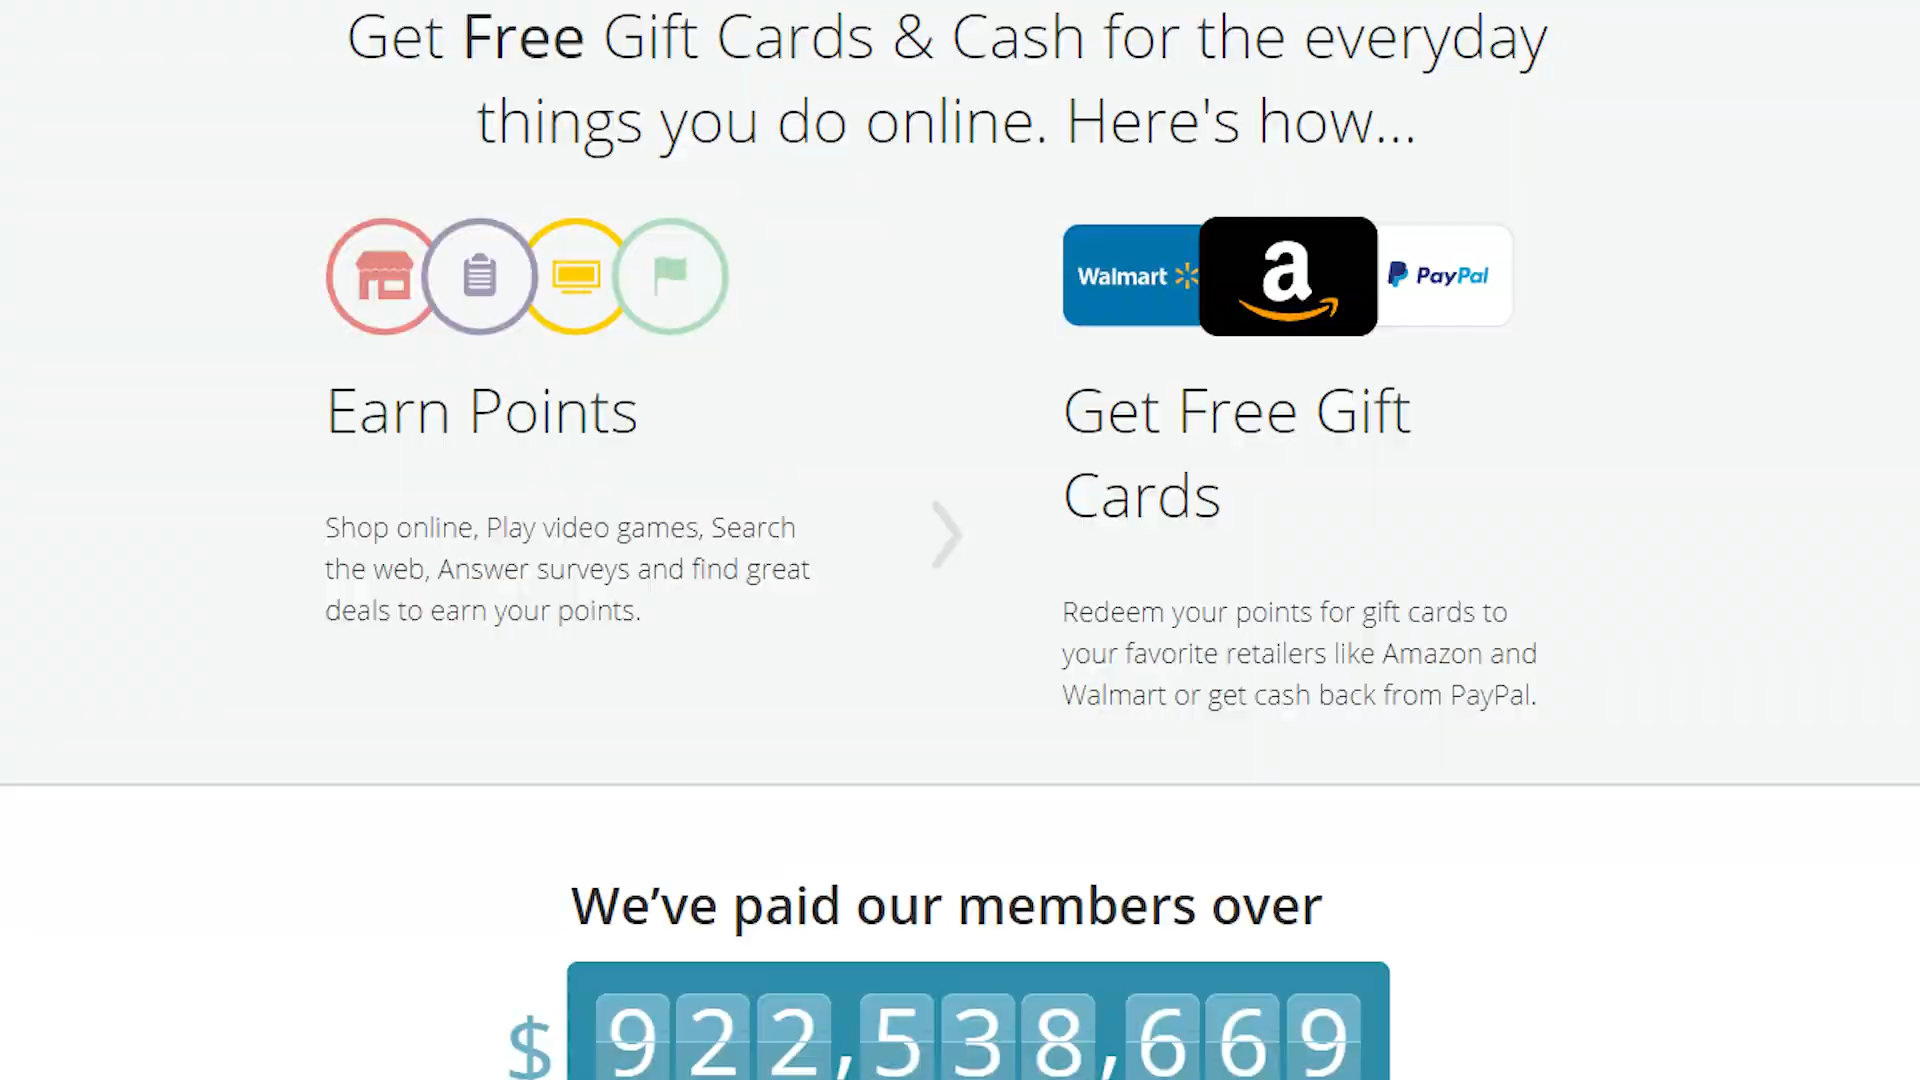 Get Free Gift Cards & Cash for the everyday
things you do online. Here's how...
Walmart
a
PayPal
Earn Points
Shop online, Play video games, Search
the web, Answer surveys and find great
deals to earn your points.
Get Free Gift
Cards
Redeem your points for gift cards to
your favorite retailers like Amazon and
Walmart or get cash back from PayPal.
We’ve paid our members over
$ 922,538,669